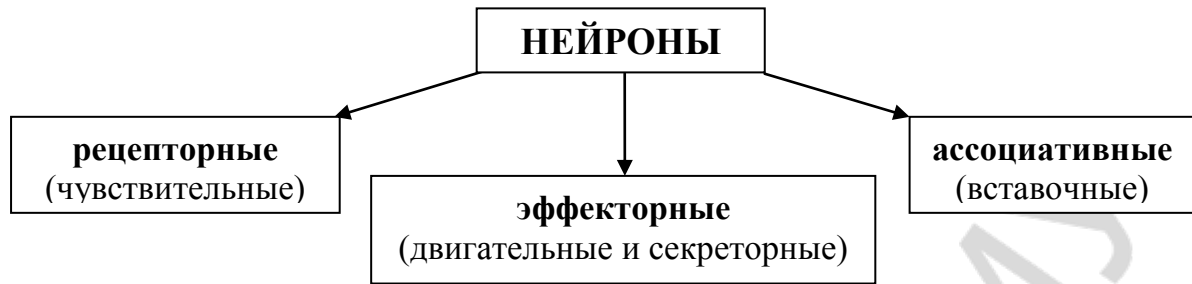 НЕЙРОНЫ
рецепторные
(чувствительные)
эффекторные
(двигательные и секреторные)
ассоциативные
(вставочные)